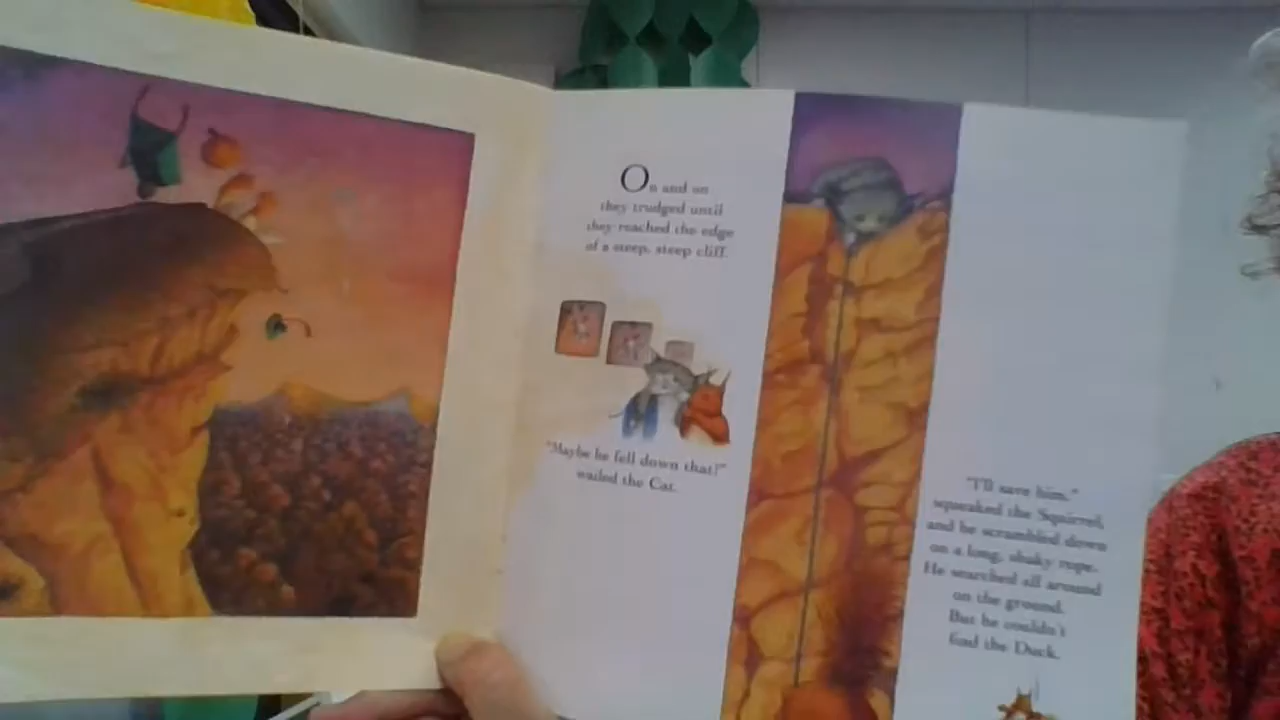 On and on
they trudged until
they reached the edge
of a steep, steep cliff.
"Maybe he fell down that!"
wailed the Cat.
"I'll save him,"
squeaked the Squirrel,
and he scrambled down
on a long, shaky rope.
He searched all around
on the ground.
But he couldn't
find the Duck.